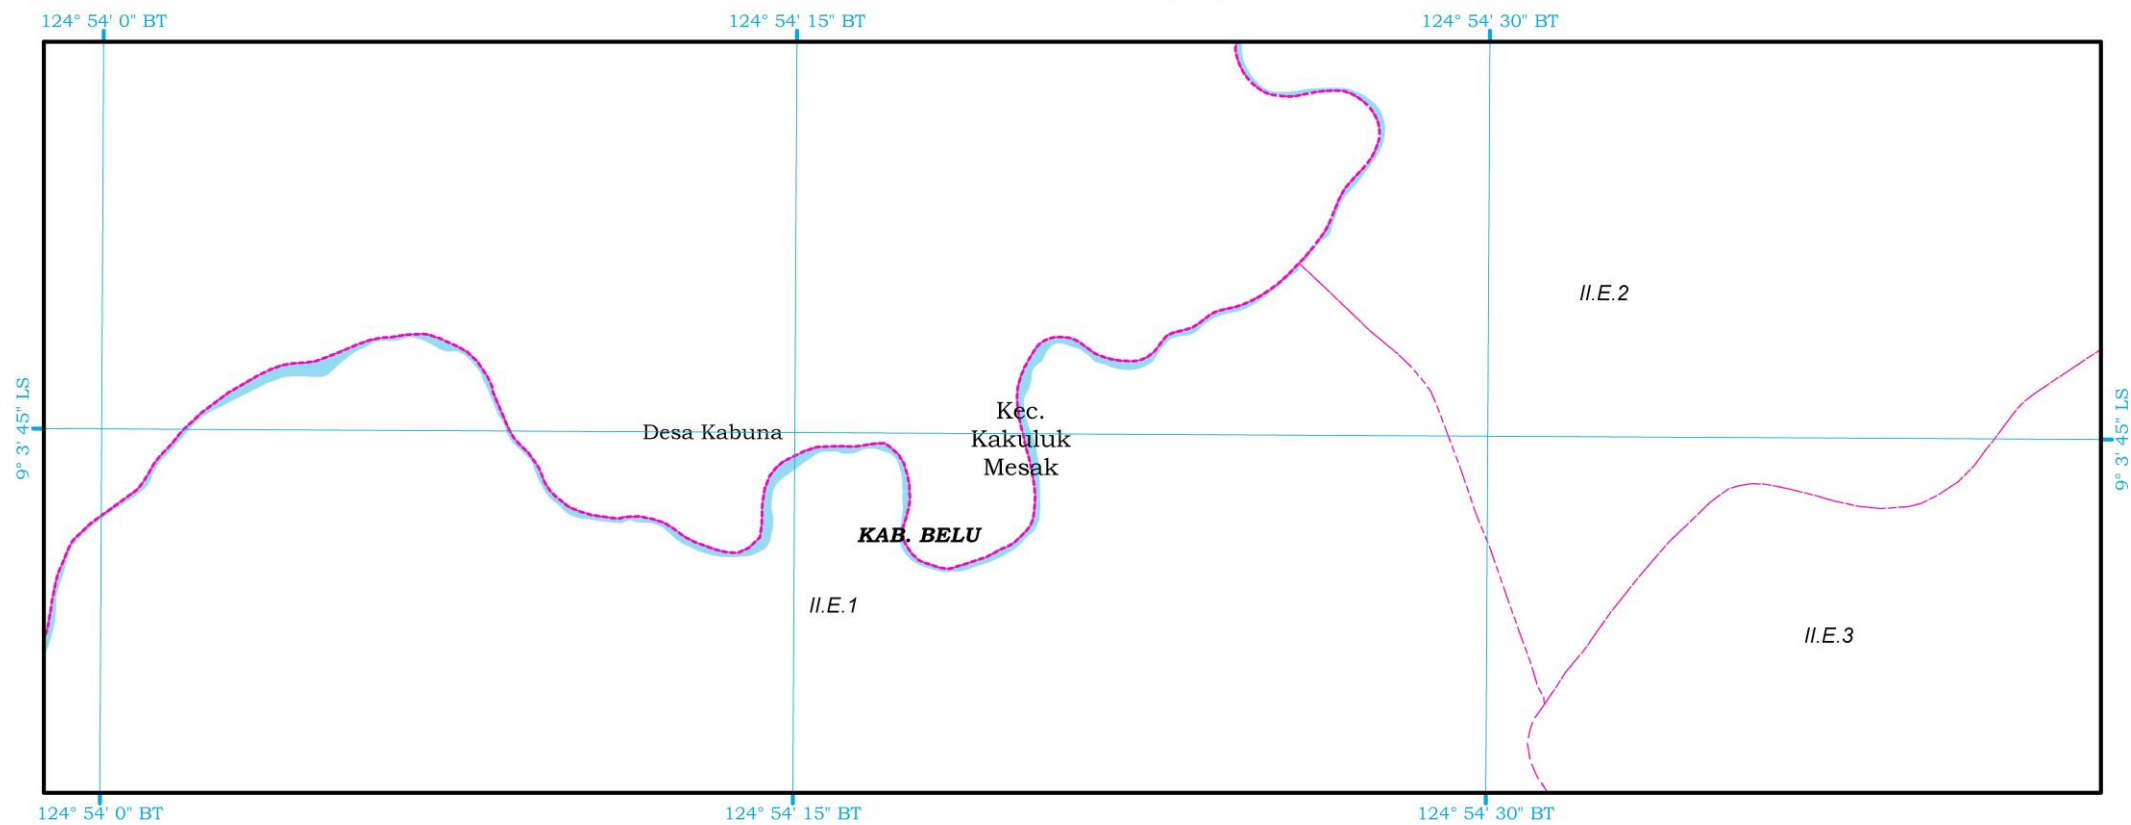 124° 54' 0" BT
124° 54' 15" BT
124° 54' 30" BT
II.E.2
9° 3' 45" LS
Desa Kabuna
Kec.
Kakuluk
Mesak
9° 3' 45" LS
KAB. BELU
II.E.1
II.E.3
124° 54' 0" BT
124° 54' 15" BT
124° 54' 30" BT